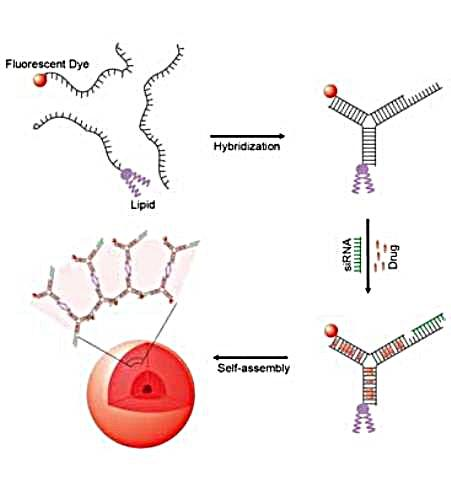 Fluorescent Dye
Hybridization
Lipid
siRNA
Drug
Self-assembly